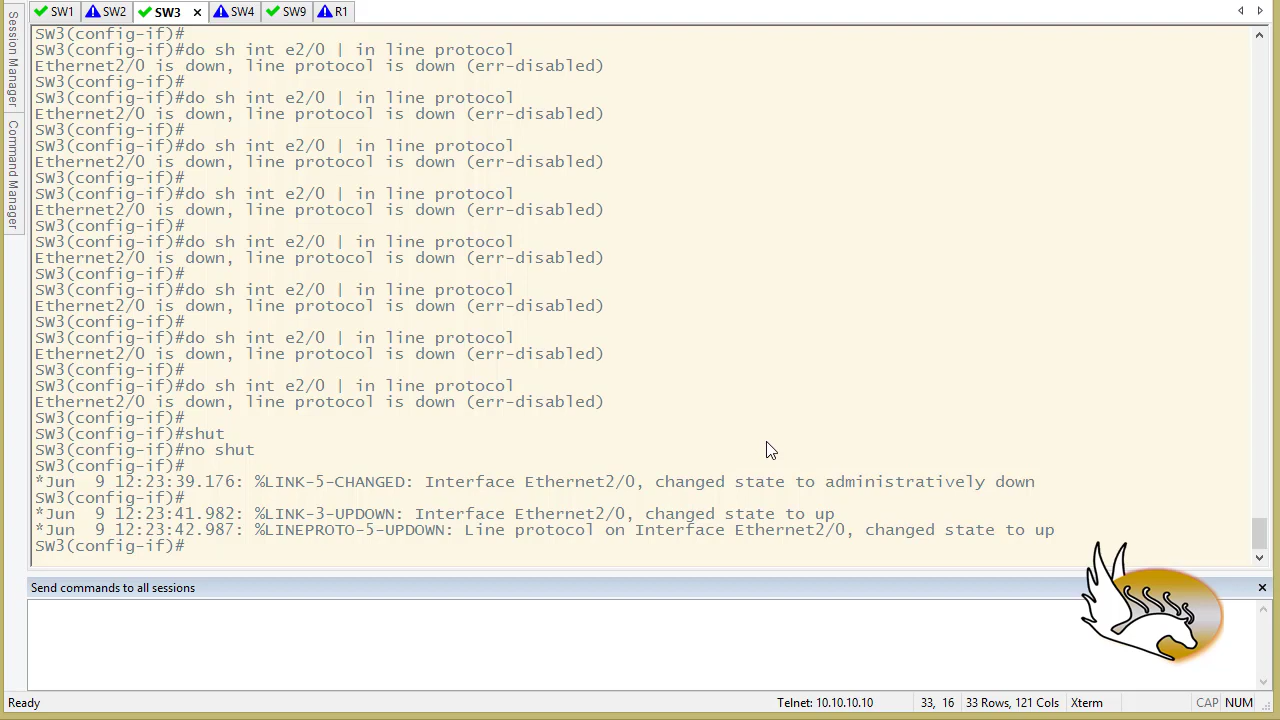 SW1 SW2 SW3 SW4 SW9 R1
Session Manager
Command Manager
SW3(config-if)#
SW3(config-if)#do sh int e2/0 | in line protocol
Ethernet2/0 is down, line protocol is down (err-disabled)
SW3(config-if)#
SW3(config-if)#do sh int e2/0 | in line protocol
Ethernet2/0 is down, line protocol is down (err-disabled)
SW3(config-if)#
SW3(config-if)#do sh int e2/0 | in line protocol
Ethernet2/0 is down, line protocol is down (err-disabled)
SW3(config-if)#
SW3(config-if)#do sh int e2/0 | in line protocol
Ethernet2/0 is down, line protocol is down (err-disabled)
SW3(config-if)#
SW3(config-if)#do sh int e2/0 | in line protocol
Ethernet2/0 is down, line protocol is down (err-disabled)
SW3(config-if)#
SW3(config-if)#do sh int e2/0 | in line protocol
Ethernet2/0 is down, line protocol is down (err-disabled)
SW3(config-if)#
SW3(config-if)#do sh int e2/0 | in line protocol
Ethernet2/0 is down, line protocol is down (err-disabled)
SW3(config-if)#
SW3(config-if)#do sh int e2/0 | in line protocol
Ethernet2/0 is down, line protocol is down (err-disabled)
SW3(config-if)#
SW3(config-if)#shut
SW3(config-if)#no shut
SW3(config-if)#
*Jun  9 12:23:39.176: %LINK-5-CHANGED: Interface Ethernet2/0, changed state to administratively down
SW3(config-if)#
*Jun  9 12:23:41.982: %LINK-3-UPDOWN: Interface Ethernet2/0, changed state to up
*Jun  9 12:23:42.987: %LINEPROTO-5-UPDOWN: Line protocol on Interface Ethernet2/0, changed state to up
SW3(config-if)#
Send commands to all sessions
Ready Telnet: 10.10.10.10 33, 16 33 Rows, 121 Cols Xterm CAP NUM